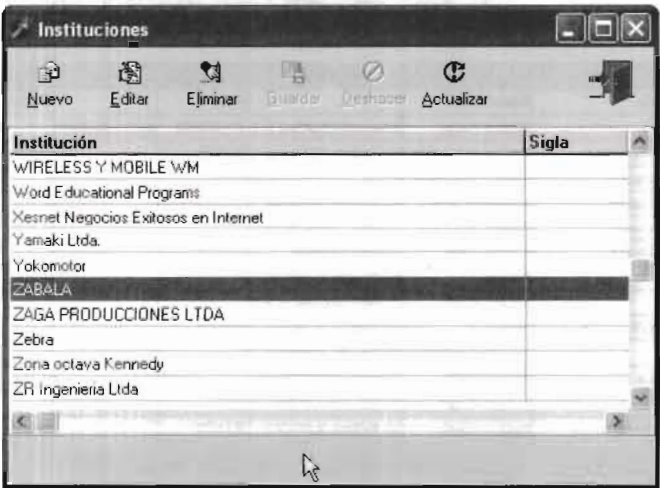 Instituciones
Nuevo Editar Eliminar Guardar Deshacer Actualizar
Institución Sigla
WIRELESS Y MOBILE WM
Word Educational Programs
Xesnet Negocios Exitosos en Internet
Yamaki Ltda.
Yokomotor
ZABALA
ZAGA PRODUCCIONES LTDA
Zebra
Zona octava Kennedy
ZR Ingenieria Ltda